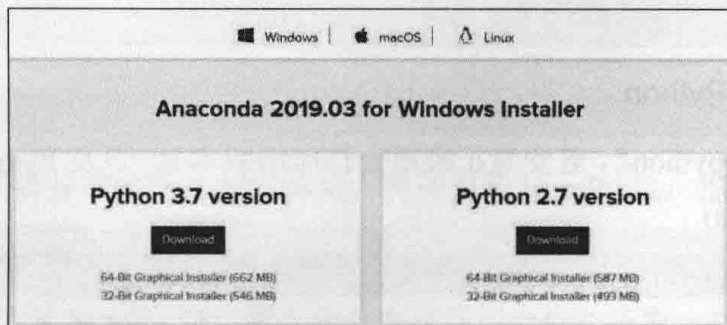 Windows | macOS | Linux
Anaconda 2019.03 for Windows Installer
Python 3.7 version
Download
64-Bit Graphical Installer (662 MB)
32-Bit Graphical Installer (546 MB)
Python 2.7 version
Download
64-Bit Graphical Installer (587 MB)
32-Bit Graphical Installer (493 MB)